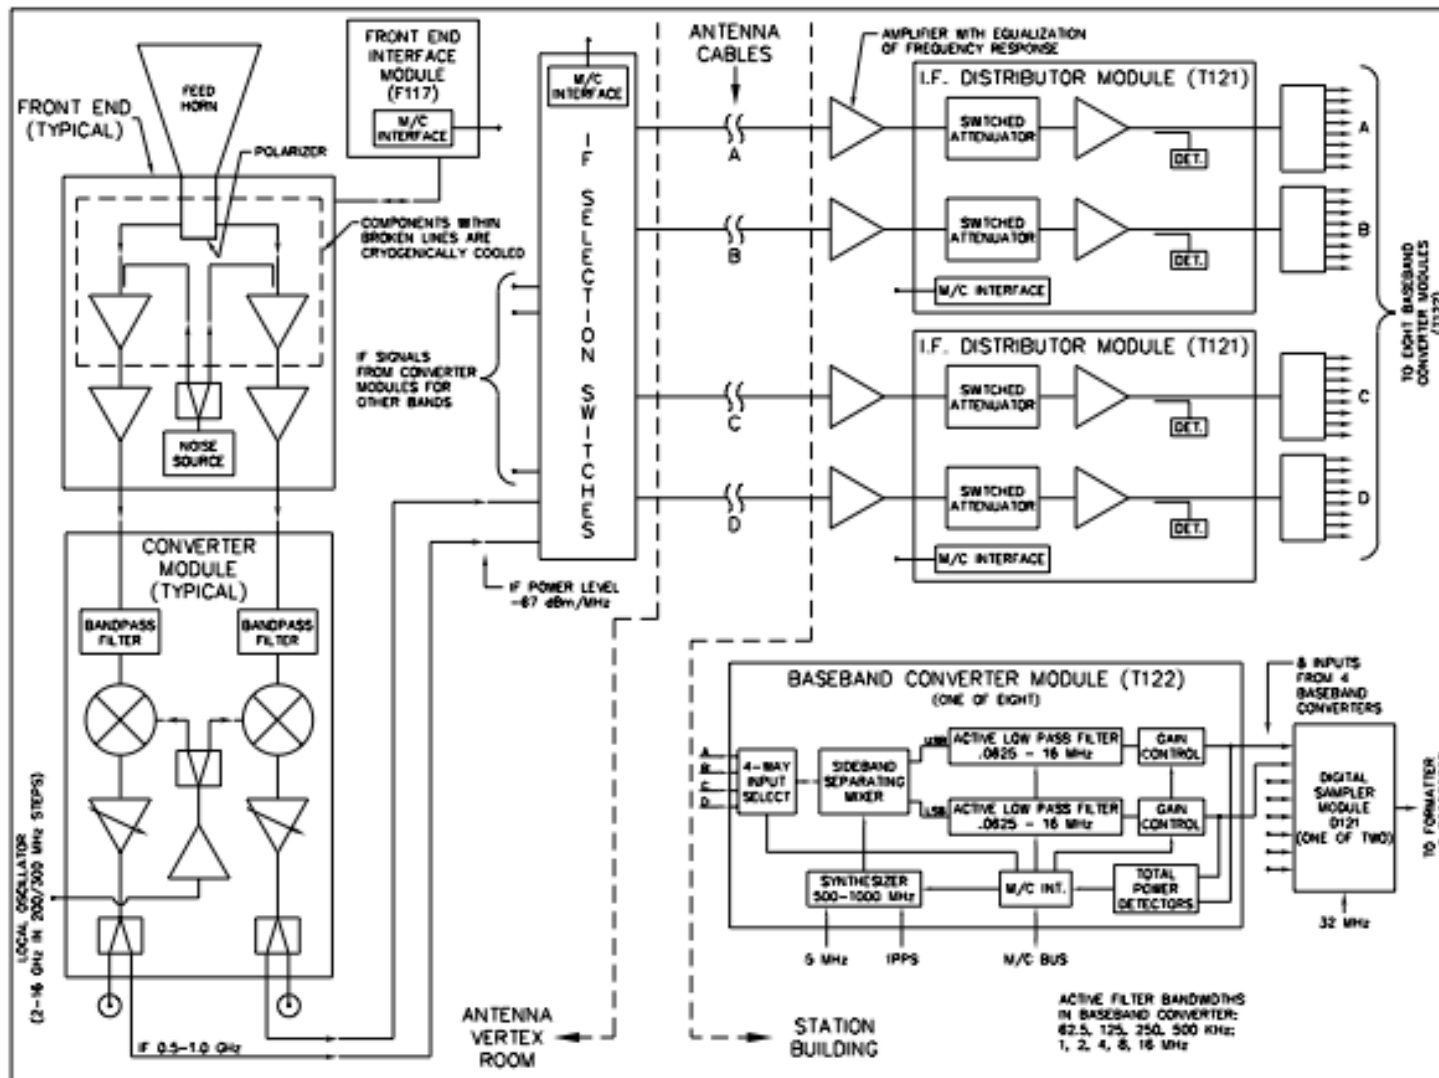 FRONT END
(TYPICAL)
FEED
HORN
POLARIZER
FRONT END
INTERFACE
MODULE
(F117)
M/C
INTERFACE
COMPONENTS WITHIN
BROKEN LINES ARE
CRYOGENICALLY COOLED
NOISE
SOURCE
IF SIGNALS
FROM CONVERTER
MODULES FOR
OTHER BANDS
M/C
INTERFACE
IF SELECTION SWITCHES
IF POWER LEVEL
-67 dBm/MHz
ANTENNA
CABLES
A
B
C
D
AMPLIFIER WITH EQUALIZATION
OF FREQUENCY RESPONSE
I.F. DISTRIBUTOR MODULE (T121)
SWITCHED
ATTENUATOR
DET.
SWITCHED
ATTENUATOR
DET.
M/C INTERFACE
I.F. DISTRIBUTOR MODULE (T121)
SWITCHED
ATTENUATOR
DET.
SWITCHED
ATTENUATOR
DET.
M/C INTERFACE
A
B
C
D
TO EIGHT BASEBAND
CONVERTER MODULES
(T122)
CONVERTER
MODULE
(TYPICAL)
BANDPASS
FILTER
BANDPASS
FILTER
LOCAL OSCILLATOR
(2-16 GHz IN 200/300 MHz STEPS)
IF 0.5-1.0 GHz
ANTENNA
VERTEX
ROOM
STATION
BUILDING
BASEBAND CONVERTER MODULE (T122)
(ONE OF EIGHT)
A
B
C
D
4-WAY
INPUT
SELECT
SIDEBAND
SEPARATING
MIXER
USB
LSB
ACTIVE LOW PASS FILTER
.0625 - 16 MHz
GAIN
CONTROL
ACTIVE LOW PASS FILTER
.0625 - 16 MHz
GAIN
CONTROL
SYNTHESIZER
500-1000 MHz
M/C INT.
TOTAL
POWER
DETECTORS
5 MHz
1PPS
M/C BUS
8 INPUTS
FROM 4
BASEBAND
CONVERTERS
DIGITAL
SAMPLER
MODULE
D121
(ONE OF TWO)
32 MHz
TO FORMATTER
ACTIVE FILTER BANDWIDTHS
IN BASEBAND CONVERTER:
62.5, 125, 250, 500 KHz;
1, 2, 4, 8, 16 MHz